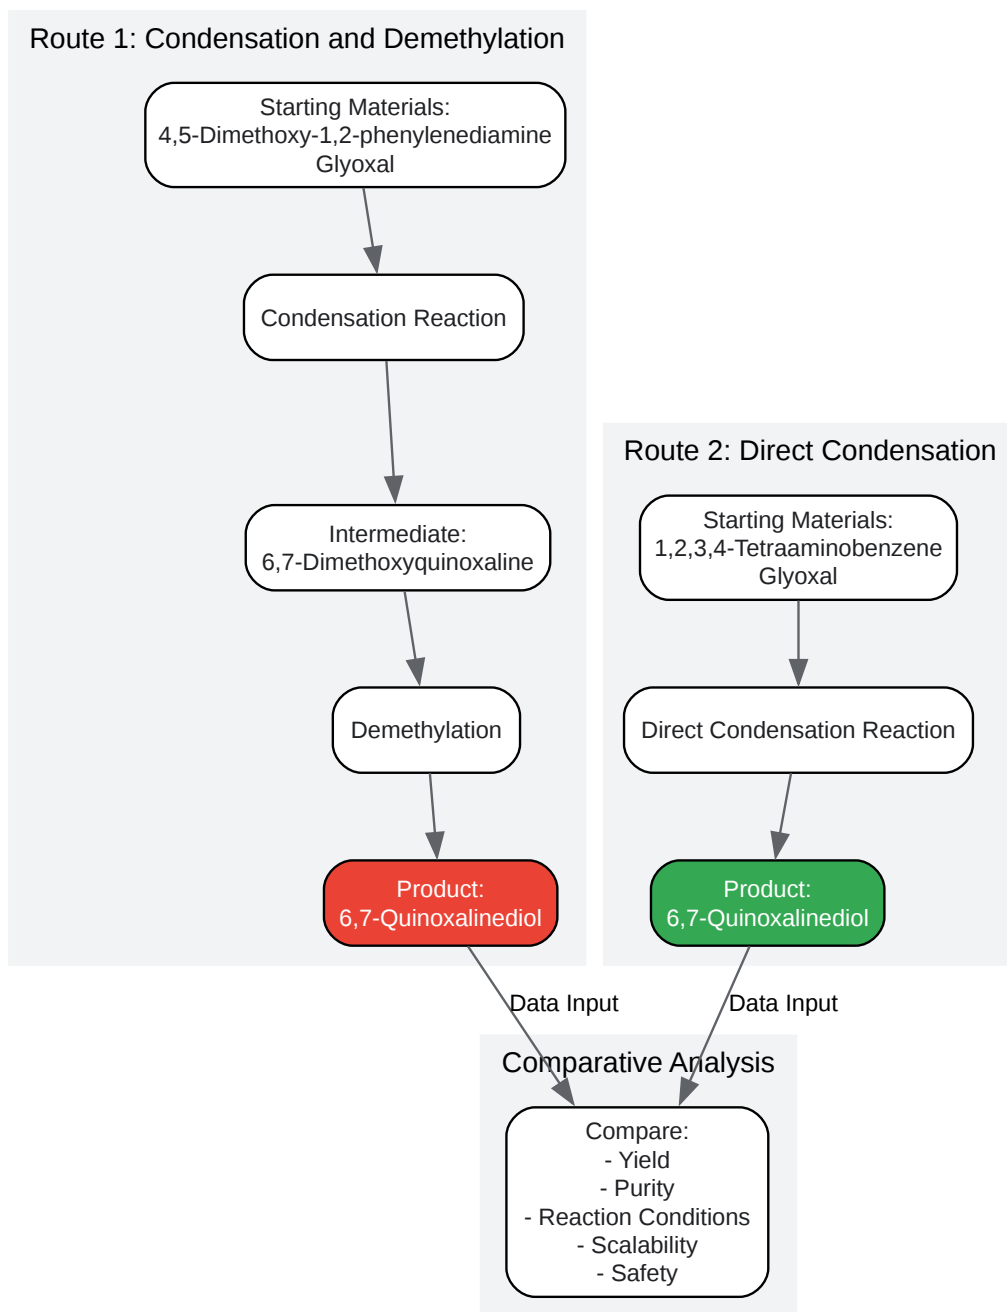 Route 1: Condensation and Demethylation
Starting Materials:
4,5-Dimethoxy-1,2-phenylenediamine
Glyoxal
Condensation Reaction
Intermediate:
6,7-Dimethoxyquinoxaline
Demethylation
Product:
6,7-Quinoxalinediol
Route 2: Direct Condensation
Starting Materials:
1,2,3,4-Tetraaminobenzene
Glyoxal
Direct Condensation Reaction
Product:
6,7-Quinoxalinediol
Data Input
Data Input
Comparative Analysis
Compare:
- Yield
- Purity
- Reaction Conditions
- Scalability
- Safety